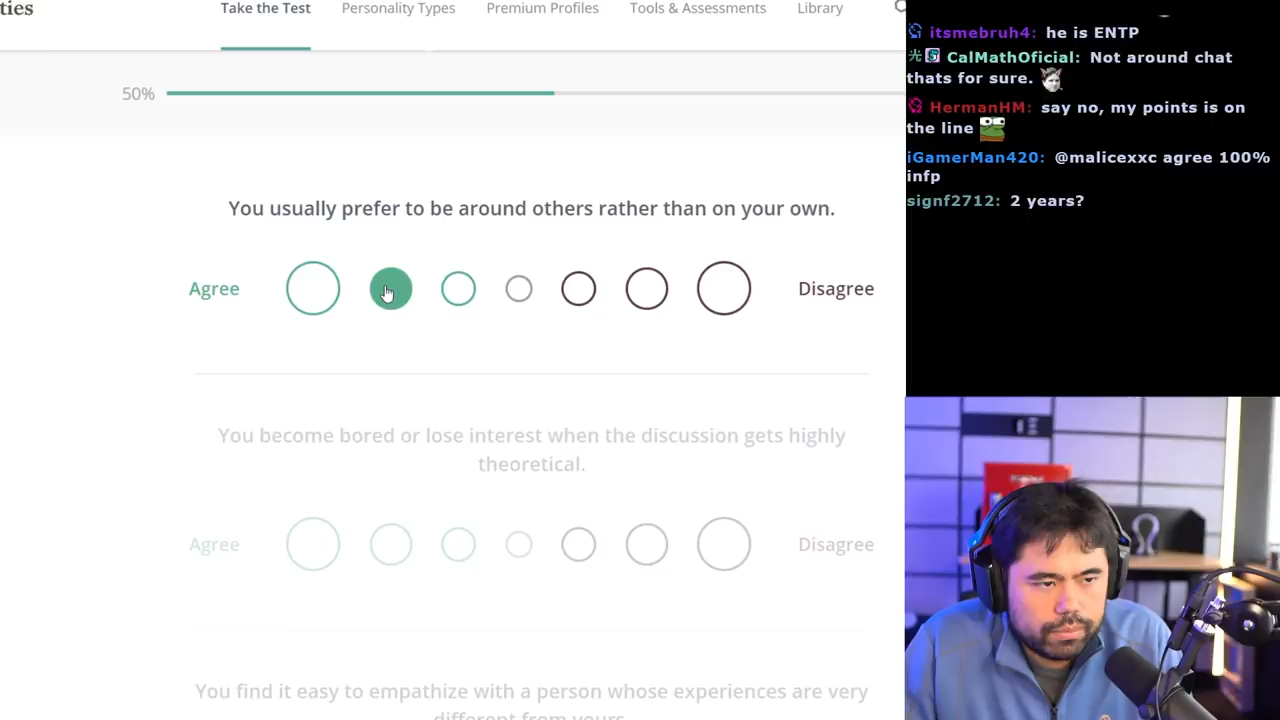 ties
Take the Test
Personality Types
Premium Profiles
Tools & Assessments
Library
50%
You usually prefer to be around others rather than on your own.
Agree
Disagree
You become bored or lose interest when the discussion gets highly
theoretical.
Agree
Disagree
You find it easy to empathize with a person whose experiences are very
different from yours.
itsmebruh4: he is ENTP
光 CalMathOficial: Not around chat
thats for sure.
HermanHM: say no, my points is on
the line
iGamerMan420: @malicexxc agree 100%
infp
signf2712: 2 years?